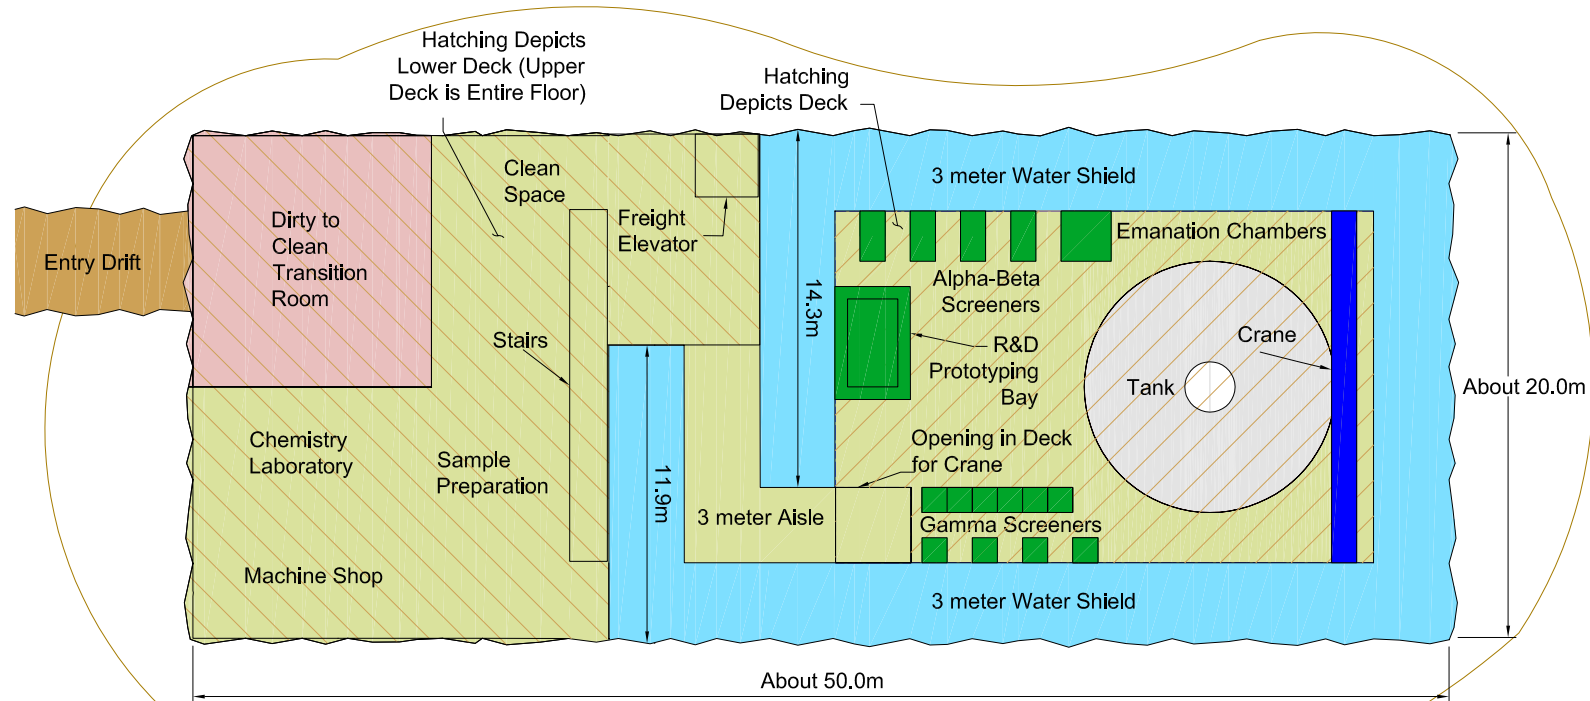 Hatching Depicts
Lower Deck (Upper
Deck is Entire Floor)
Hatching
Depicts Deck
Clean
Space
3 meter Water Shield
Dirty to
Clean
Transition
Room
Freight
Elevator
Emanation Chambers
Entry Drift
Alpha-Beta
Screeners
14.3m
Stairs
R&D
Prototyping
Bay
Crane
Tank
About 20.0m
Chemistry
Laboratory
Sample
Preparation
Opening in Deck
for Crane
11.9m
3 meter Aisle
Gamma Screeners
Machine Shop
3 meter Water Shield
About 50.0m